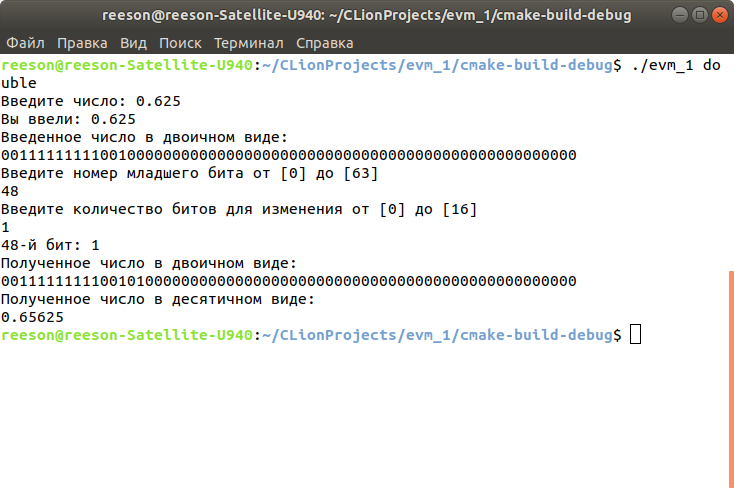 reeson@reeson-Satellite-U940: ~/CLionProjects/evm_1/cmake-build-debug
Файл Правка Вид Поиск Терминал Справка
reeson@reeson-Satellite-U940:~/CLionProjects/evm_1/cmake-build-debug$ ./evm_1 do
uble
Введите число: 0.625
Вы ввели: 0.625
Введенное число в двоичном виде:
0011111111100100000000000000000000000000000000000000000000000000
Введите номер младшего бита от [0] до [63]
48
Введите количество битов для изменения от [0] до [16]
1
48-й бит: 1
Полученное число в двоичном виде:
0011111111100101000000000000000000000000000000000000000000000000
Полученное число в десятичном виде:
0.65625
reeson@reeson-Satellite-U940:~/CLionProjects/evm_1/cmake-build-debug$